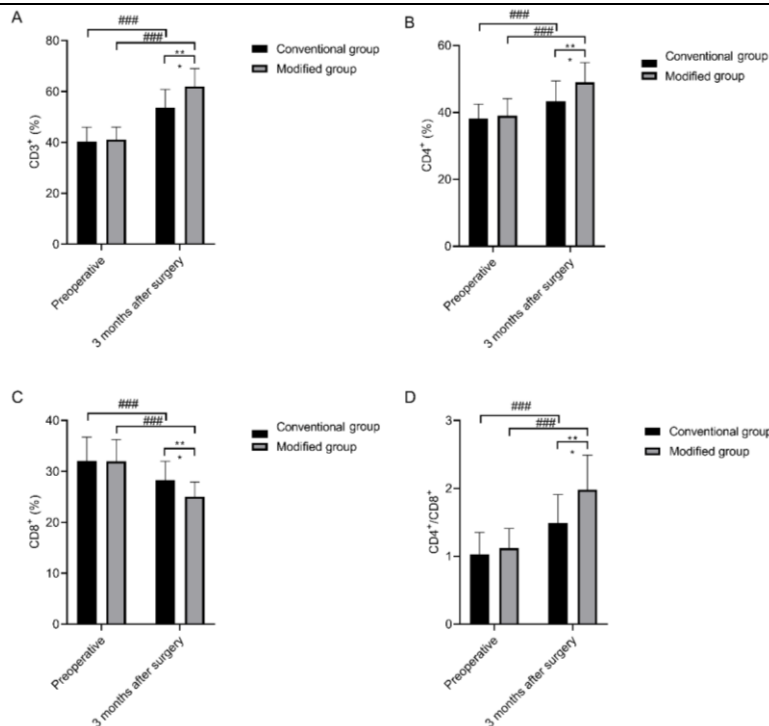 A
###
###
**
*
Conventional group
Modified group
CD3⁺ (%)
80
60
40
20
0
Preoperative
3 months after surgery
B
###
###
**
*
Conventional group
Modified group
CD4⁺ (%)
60
40
20
0
Preoperative
3 months after surgery
C
###
###
**
*
Conventional group
Modified group
CD8⁺ (%)
40
30
20
10
0
Preoperative
3 months after surgery
D
###
###
**
*
Conventional group
Modified group
CD4⁺/CD8⁺
3
2
1
0
Preoperative
3 months after surgery